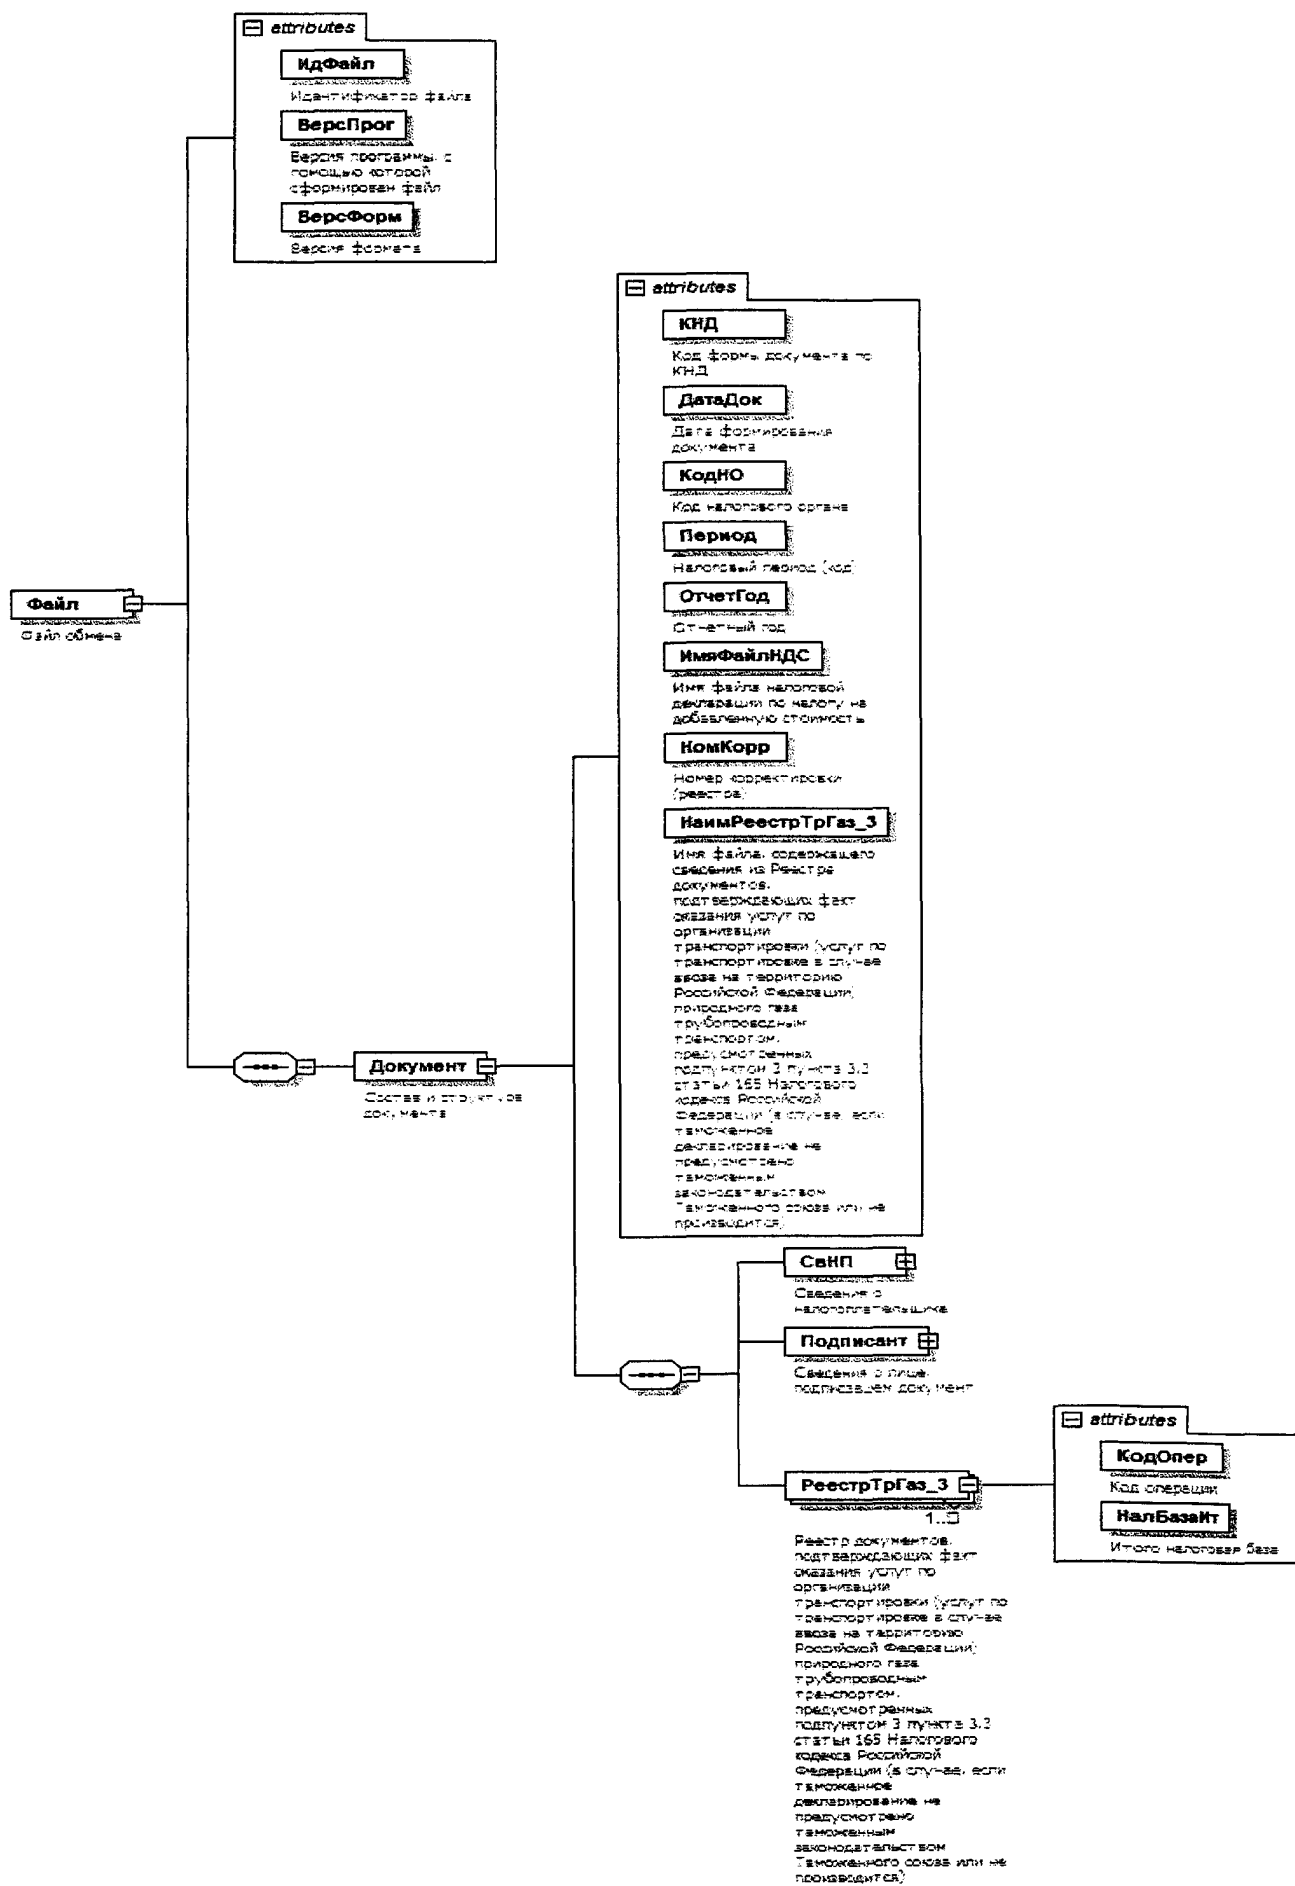 attributes
ИдФайл
Идентификатор файла
ВерсПрог
Версия программы, с
помощью которой
сформирован файл
ВерсФорм
Версия формата
attributes
КНД
Код формы документа по
КНД
ДатаДок
Дата формирования
документа
КодНО
Код налогового органа
Период
Налоговый период (код)
ОтчетГод
Отчетный год
ИмяФайлНДС
Имя файла налоговой
декларации по налогу на
добавленную стоимость
НомКорр
Номер корректировки
(реестра)
НаимРеестрТрГаз_3
Имя файла, содержащего
сведения из Реестра
документов,
подтверждающих факт
оказания услуг по
организации
транспортировки (услуг по
транспортировке в случае
ввоза на территорию
Российской Федерации)
природного газа
трубопроводным
транспортом,
предусмотренных
подпунктом 3 пункта 3.2
статьи 165 Налогового
кодекса Российской
Федерации (в случае, если
таможенное
декларирование не
предусмотрено
таможенным
законодательством
Таможенного союза или не
производится)
Файл
Файл обмена
Документ
Состав и структура
документа
СвНП
Сведения о
налогоплательщике
Подписант
Сведения о лице,
подписавшем документ
РеестрТрГаз_3
1..
Реестр документов,
подтверждающих факт
оказания услуг по
организации
транспортировки (услуг по
транспортировке в случае
ввоза на территорию
Российской Федерации)
природного газа
трубопроводным
транспортом,
предусмотренных
подпунктом 3 пункта 3.2
статьи 165 Налогового
кодекса Российской
Федерации (в случае, если
таможенное
декларирование не
предусмотрено
таможенным
законодательством
Таможенного союза или не
производится)
attributes
КодОпер
Код операции
НалБазаИт
Итого налоговая база